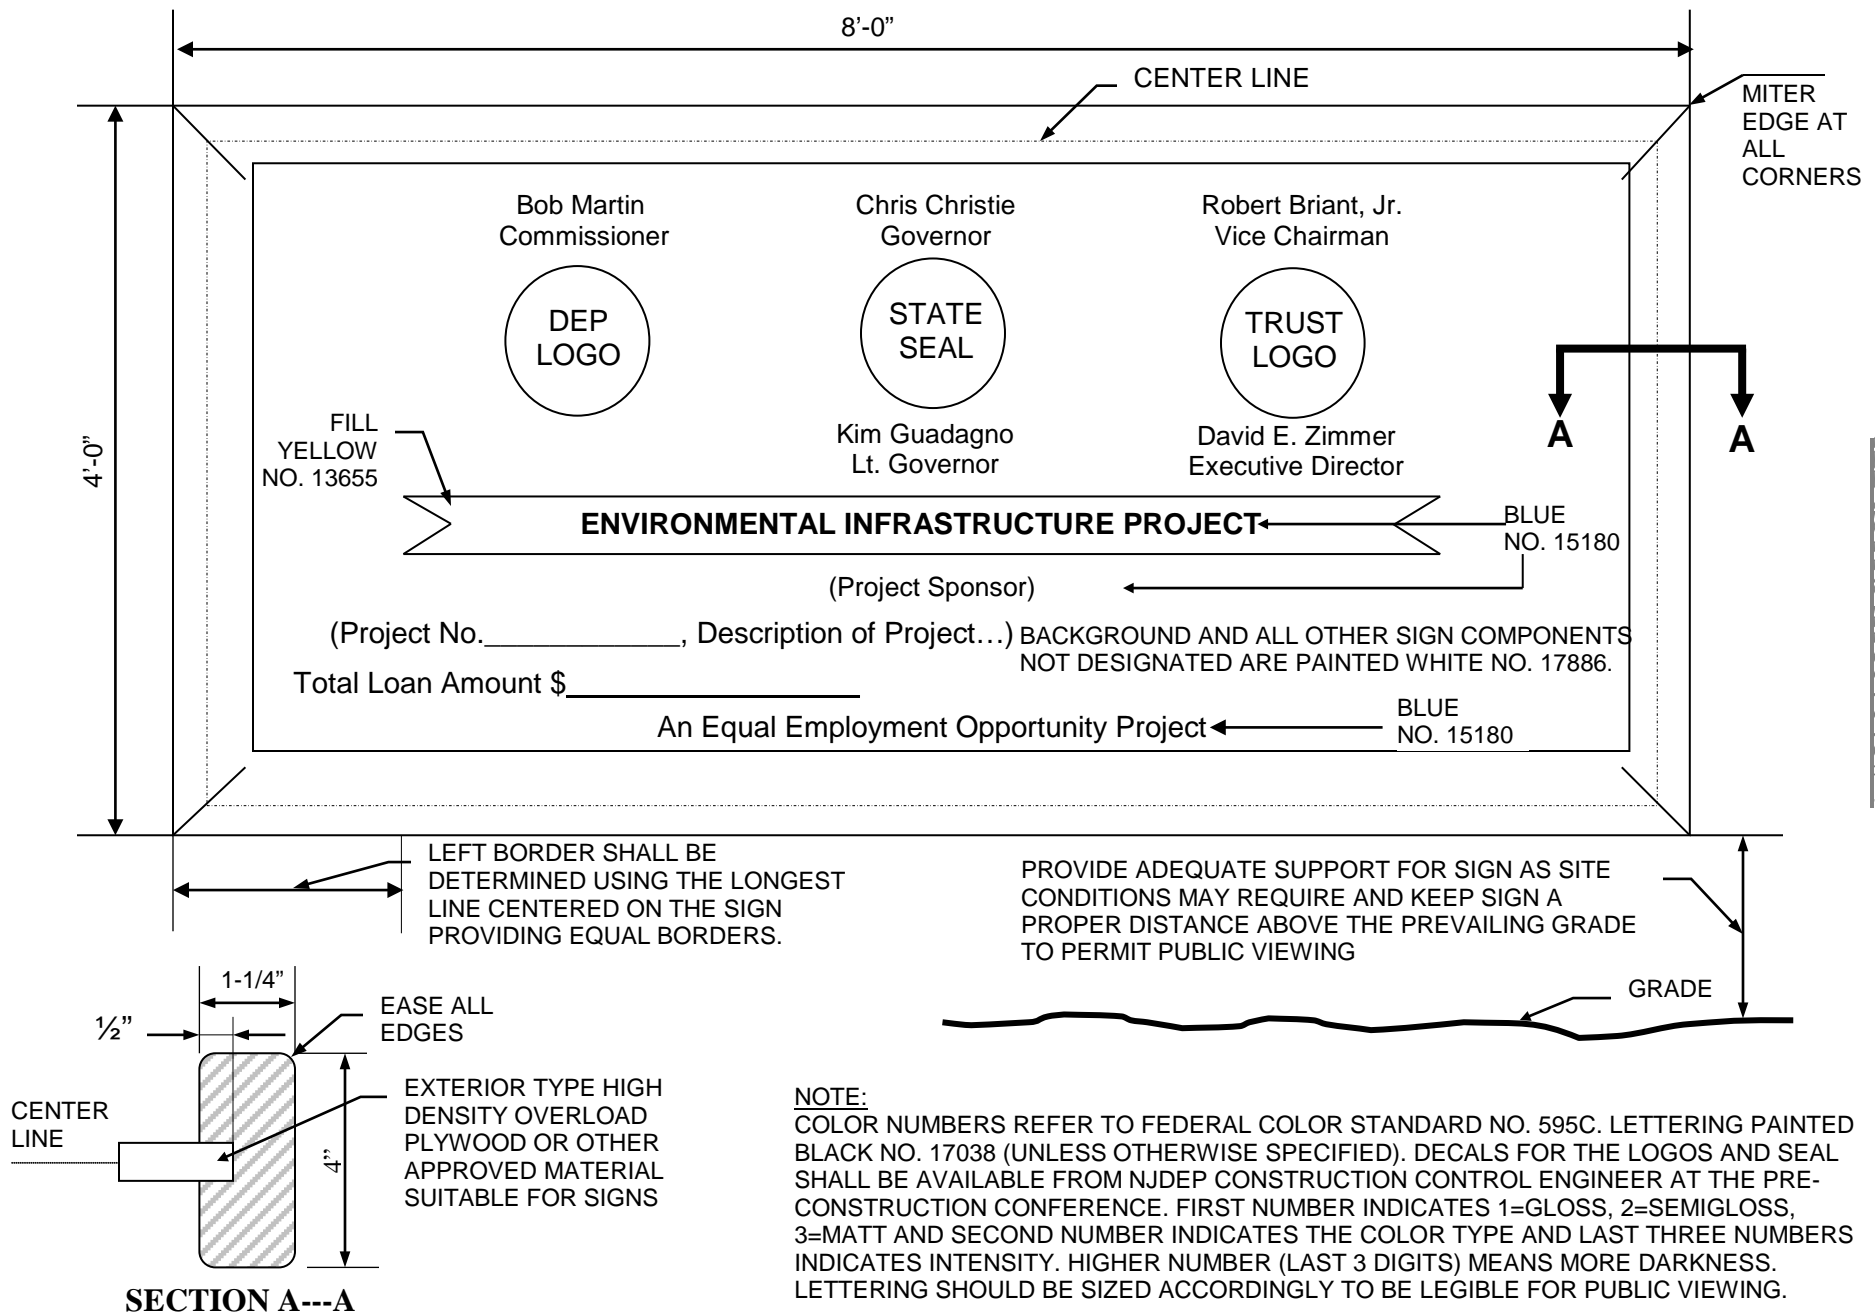 8’-0”
CENTER LINE
MITER
EDGE AT
ALL
CORNERS
Bob Martin
Commissioner
Chris Christie
Governor
Robert Briant, Jr.
Vice Chairman
DEP
LOGO
STATE
SEAL
TRUST
LOGO
4’-0”
FILL
YELLOW
NO. 13655
Kim Guadagno
Lt. Governor
David E. Zimmer
Executive Director
A
A
ENVIRONMENTAL INFRASTRUCTURE PROJECT
BLUE
NO. 15180
(Project Sponsor)
(Project No.____________, Description of Project…)
BACKGROUND AND ALL OTHER SIGN COMPONENTS
NOT DESIGNATED ARE PAINTED WHITE NO. 17886.
Total Loan Amount $__________________
An Equal Employment Opportunity Project
BLUE
NO. 15180
LEFT BORDER SHALL BE
DETERMINED USING THE LONGEST
LINE CENTERED ON THE SIGN
PROVIDING EQUAL BORDERS.
PROVIDE ADEQUATE SUPPORT FOR SIGN AS SITE
CONDITIONS MAY REQUIRE AND KEEP SIGN A
PROPER DISTANCE ABOVE THE PREVAILING GRADE
TO PERMIT PUBLIC VIEWING
GRADE
1-1/4”
½”
EASE ALL
EDGES
CENTER
LINE
EXTERIOR TYPE HIGH
DENSITY OVERLOAD
PLYWOOD OR OTHER
APPROVED MATERIAL
SUITABLE FOR SIGNS
4”
SECTION A---A
NOTE:
COLOR NUMBERS REFER TO FEDERAL COLOR STANDARD NO. 595C. LETTERING PAINTED
BLACK NO. 17038 (UNLESS OTHERWISE SPECIFIED). DECALS FOR THE LOGOS AND SEAL
SHALL BE AVAILABLE FROM NJDEP CONSTRUCTION CONTROL ENGINEER AT THE PRE-
CONSTRUCTION CONFERENCE. FIRST NUMBER INDICATES 1=GLOSS, 2=SEMIGLOSS,
3=MATT AND SECOND NUMBER INDICATES THE COLOR TYPE AND LAST THREE NUMBERS
INDICATES INTENSITY. HIGHER NUMBER (LAST 3 DIGITS) MEANS MORE DARKNESS.
LETTERING SHOULD BE SIZED ACCORDINGLY TO BE LEGIBLE FOR PUBLIC VIEWING.